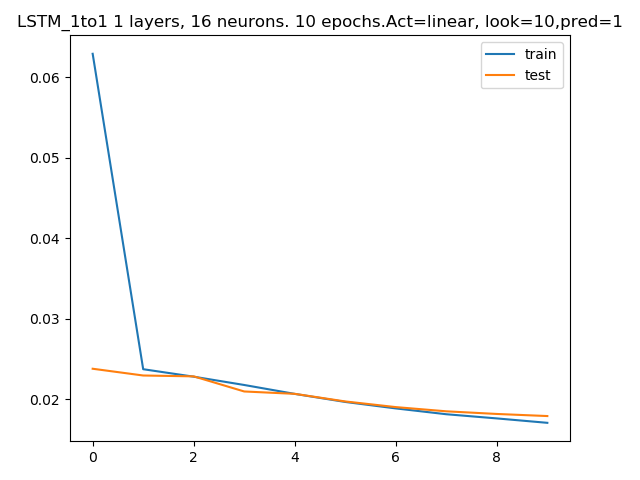 LSTM_1to1 1 layers, 16 neurons. 10 epochs.Act=linear, look=10,pred=1
train
test
0.06
0.05
0.04
0.03
0.02
0 2 4 6 8